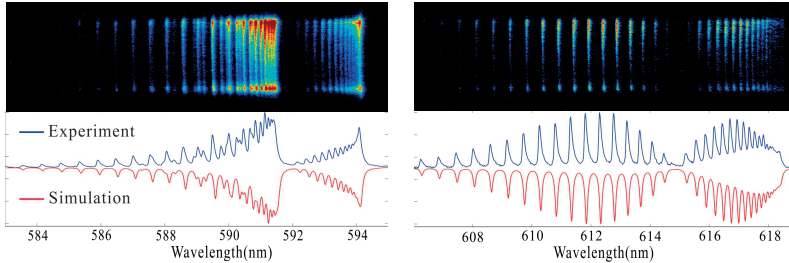 Experiment
Simulation
584 586 588 590 592 594
Wavelength(nm)
608 610 612 614 616 618
Wavelength(nm)